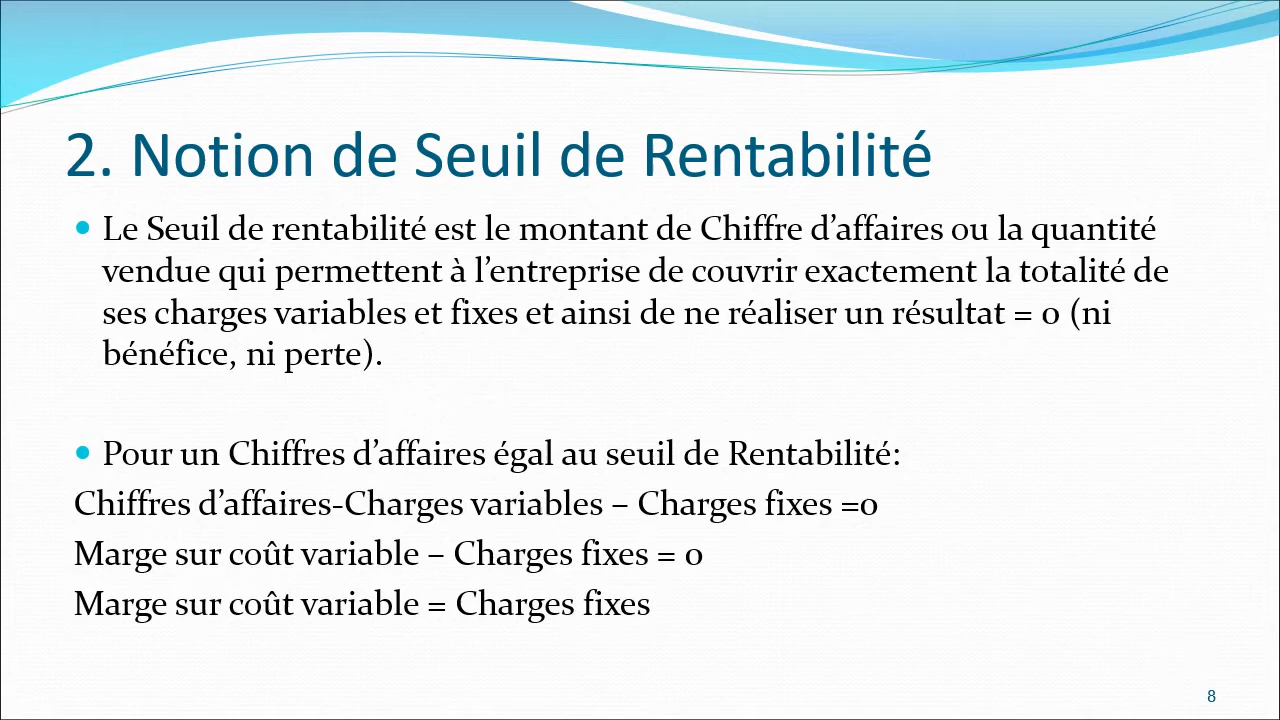 2. Notion de Seuil de Rentabilité
• Le Seuil de rentabilité est le montant de Chiffre d’affaires ou la quantité
vendue qui permettent à l’entreprise de couvrir exactement la totalité de
ses charges variables et fixes et ainsi de ne réaliser un résultat = 0 (ni
bénéfice, ni perte).
• Pour un Chiffres d’affaires égal au seuil de Rentabilité:
Chiffres d’affaires-Charges variables – Charges fixes =0
Marge sur coût variable – Charges fixes = 0
Marge sur coût variable = Charges fixes
8